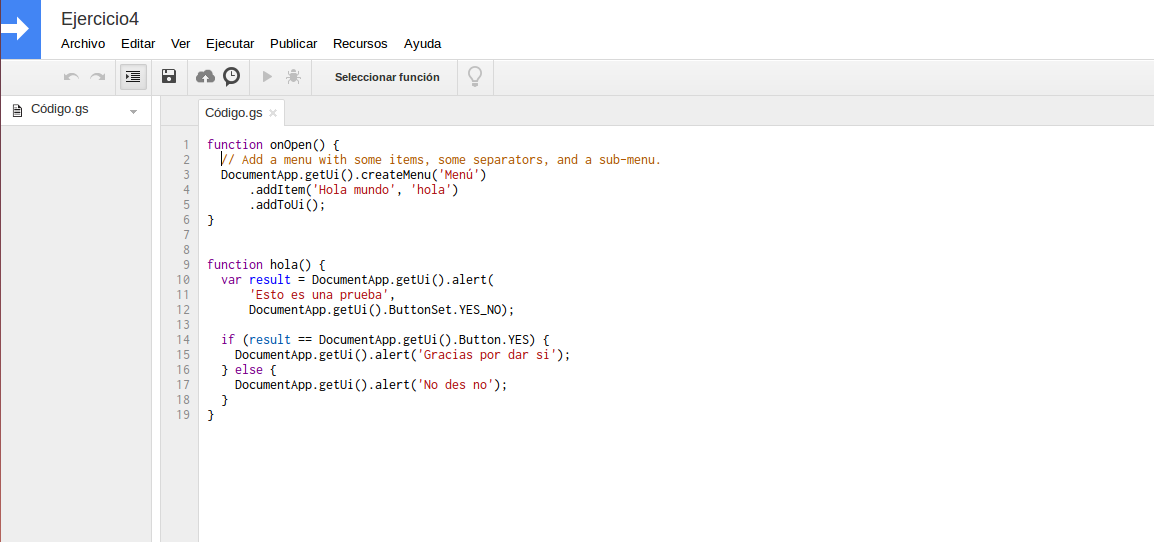 Ejercicio4
Archivo Editar Ver Ejecutar Publicar Recursos Ayuda
Seleccionar función
Código.gs
Código.gs
1 function onOpen() {
2 // Add a menu with some items, some separators, and a sub-menu.
3 DocumentApp.getUi().createMenu('Menú')
4 .addItem('Hola mundo', 'hola')
5 .addToUi();
6 }
7
8
9 function hola() {
10 var result = DocumentApp.getUi().alert(
11 'Esto es una prueba',
12 DocumentApp.getUi().ButtonSet.YES_NO);
13
14 if (result == DocumentApp.getUi().Button.YES) {
15 DocumentApp.getUi().alert('Gracias por dar si');
16 } else {
17 DocumentApp.getUi().alert('No des no');
18 }
19 }